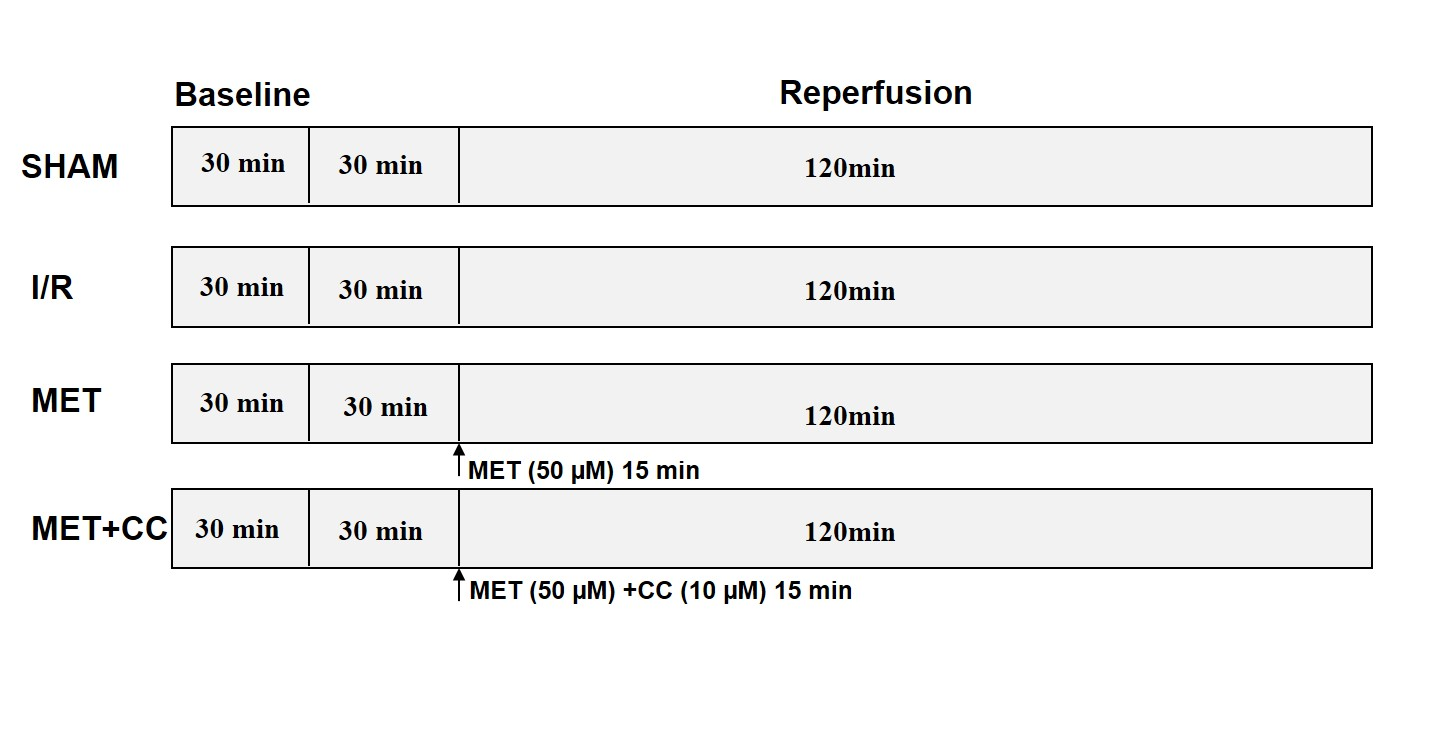 Baseline Reperfusion
SHAM 30 min 30 min 120min
I/R 30 min 30 min 120min
MET 30 min 30 min 120min
MET (50 µM) 15 min
MET+CC 30 min 30 min 120min
MET (50 µM) +CC (10 µM) 15 min